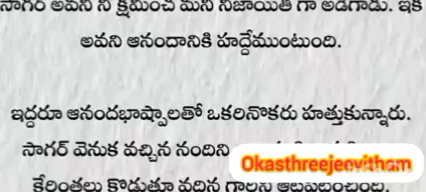 సాగర్ అవని ని క్షమించ మని నిజాయితీ గా అడిగాడు. ఇక
అవని ఆనందానికి హద్దేముంటుంది.
ఇద్దరూ ఆనందభాష్పాలతో ఒకరినొకరు హత్తుకున్నారు.
సాగర్ వెనుక వచ్చిన నందిని
Okasthreejeevitham
కేరింతలు కొడుతూ వదిన గారిని